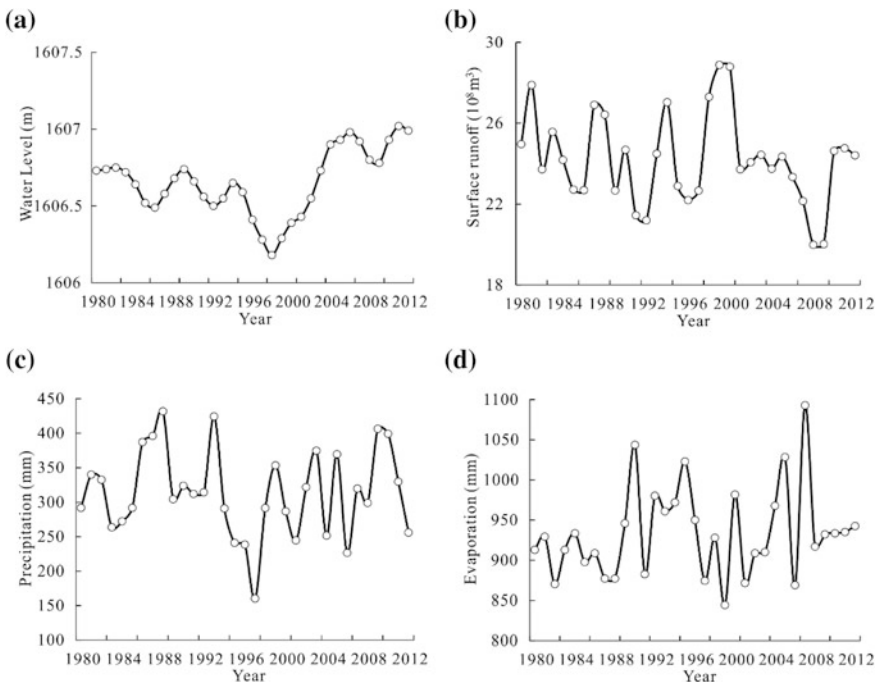 (a)
1607.5
1607
1606.5
1606
Water Level (m)
1980 1984 1988 1992 1996 2000 2004 2008 2012
Year
(b)
30
26
22
18
Surface runoff (10⁸m³)
1980 1984 1988 1992 1996 2000 2004 2008 2012
Year
(c)
450
400
350
300
250
200
150
100
Precipitation (mm)
1980 1984 1988 1992 1996 2000 2004 2008 2012
Year
(d)
1100
1050
1000
950
900
850
800
Evaporation (mm)
1980 1984 1988 1992 1996 2000 2004 2008 2012
Year